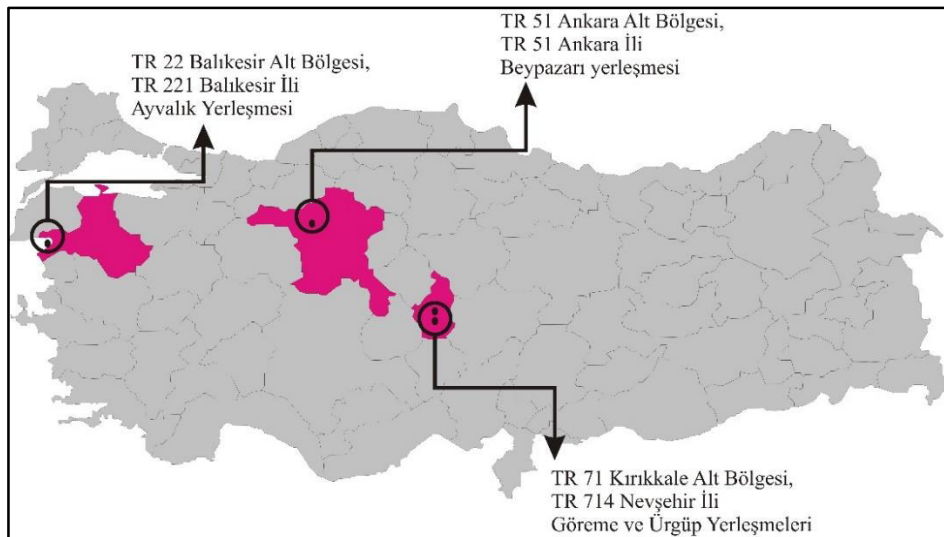 TR 22 Balıkesir Alt Bölgesi,
TR 221 Balıkesir İli
Ayvalık Yerleşmesi
TR 51 Ankara Alt Bölgesi,
TR 51 Ankara İli
Beypazarı yerleşmesi
TR 71 Kırıkkale Alt Bölgesi,
TR 714 Nevşehir İli
Göreme ve Ürgüp Yerleşmeleri